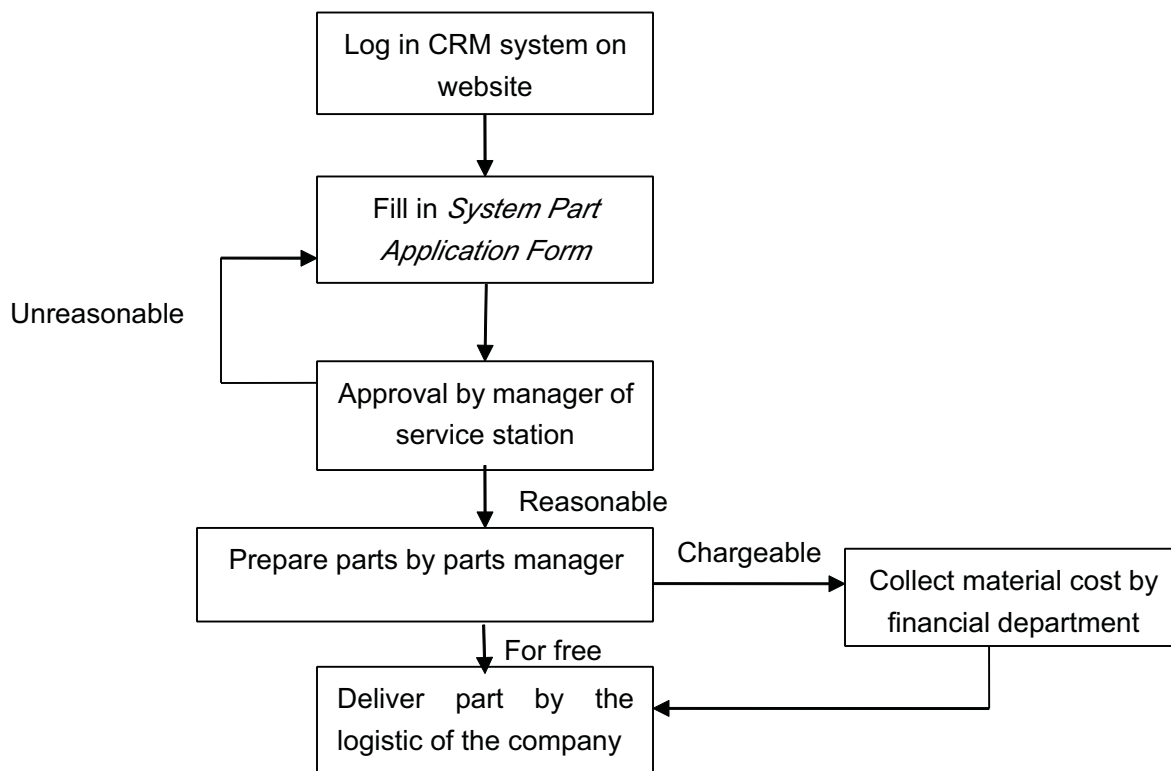 Log in CRM system on
website
Fill in System Part
Application Form
Unreasonable
Approval by manager of
service station
Reasonable
Prepare parts by parts manager
Chargeable
Collect material cost by
financial department
For free
Deliver part by the
logistic of the company